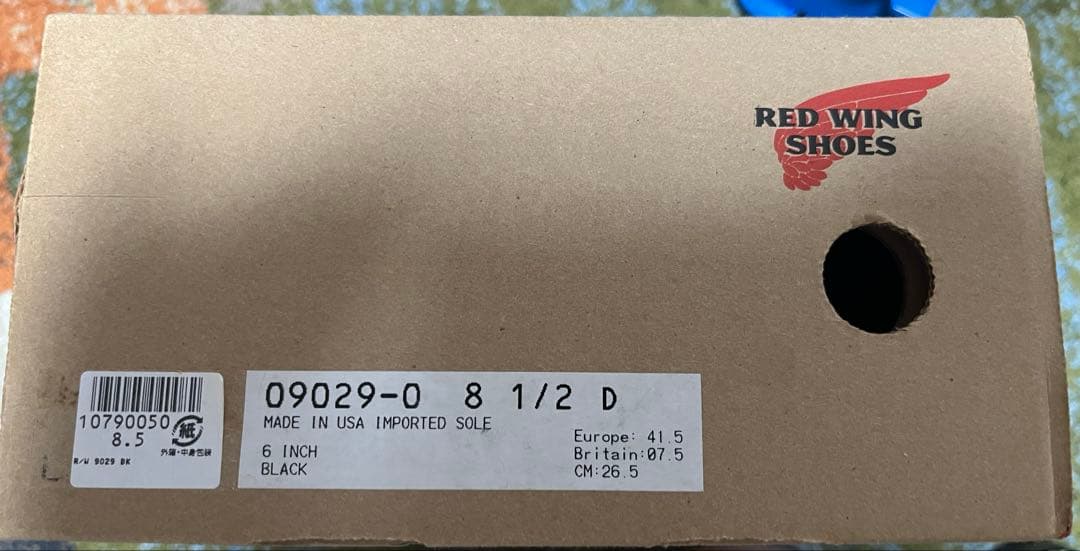 RED WING
SHOES
10790050
8.5
紙
外箱・中身包装
R/W 9029 BK
09029-0 8 1/2 D
MADE IN USA IMPORTED SOLE
6 INCH
BLACK
Europe: 41.5
Britain:07.5
CM:26.5